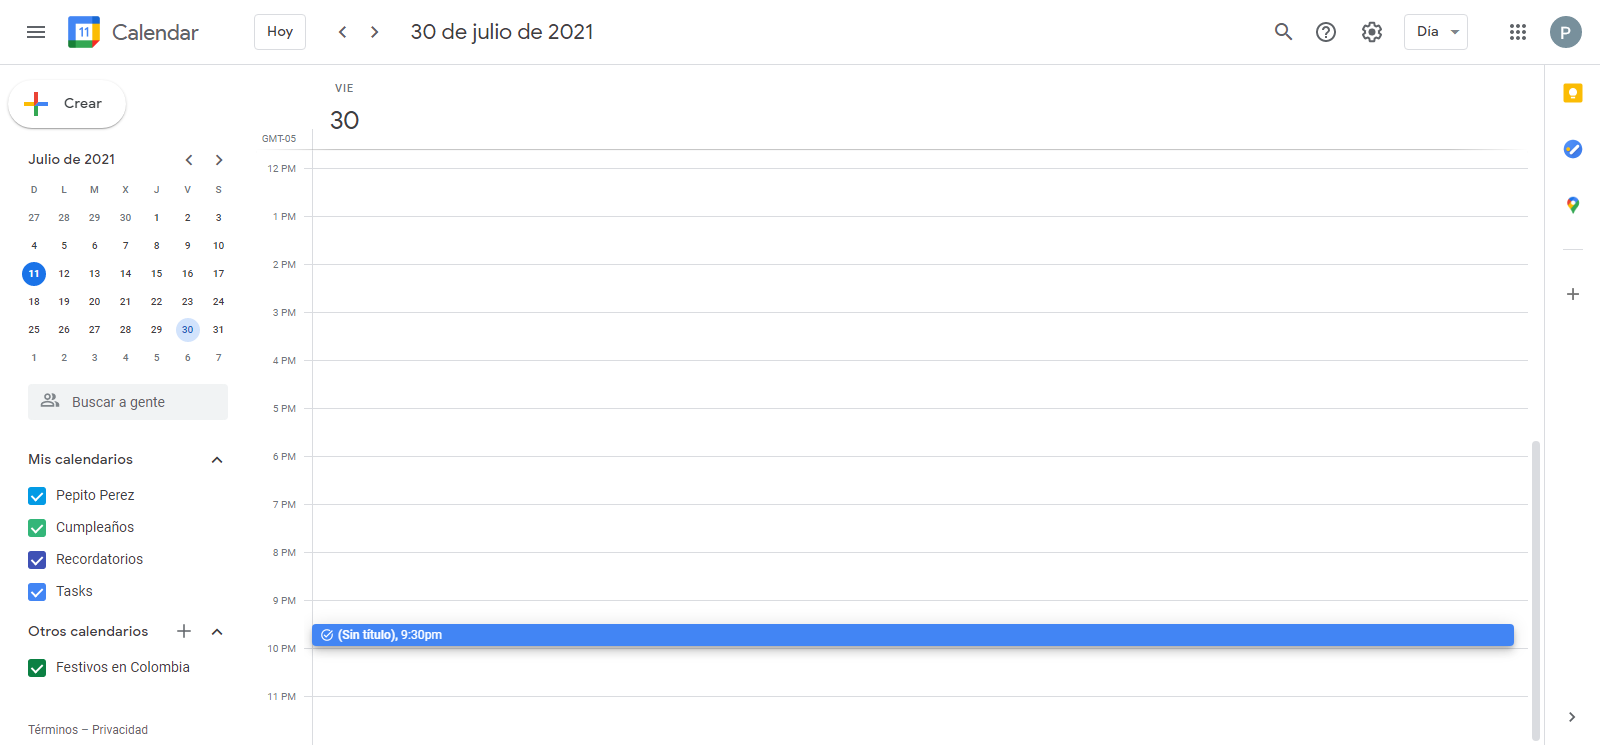 11 Calendar Hoy 30 de julio de 2021 Día P
Crear
Julio de 2021
D L M X J V S
27 28 29 30 1 2 3
4 5 6 7 8 9 10
11 12 13 14 15 16 17
18 19 20 21 22 23 24
25 26 27 28 29 30 31
1 2 3 4 5 6 7
Buscar a gente
Mis calendarios
Pepito Perez
Cumpleaños
Recordatorios
Tasks
Otros calendarios
Festivos en Colombia
Términos – Privacidad
VIE
30
GMT-05
12 PM
1 PM
2 PM
3 PM
4 PM
5 PM
6 PM
7 PM
8 PM
9 PM
(Sin título), 9:30pm
10 PM
11 PM